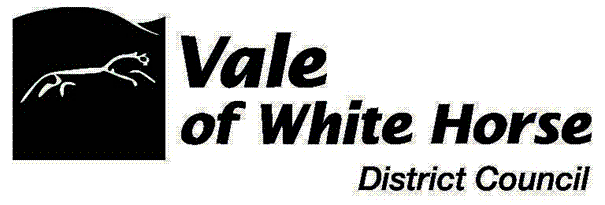 Vale
of White Horse
District Council